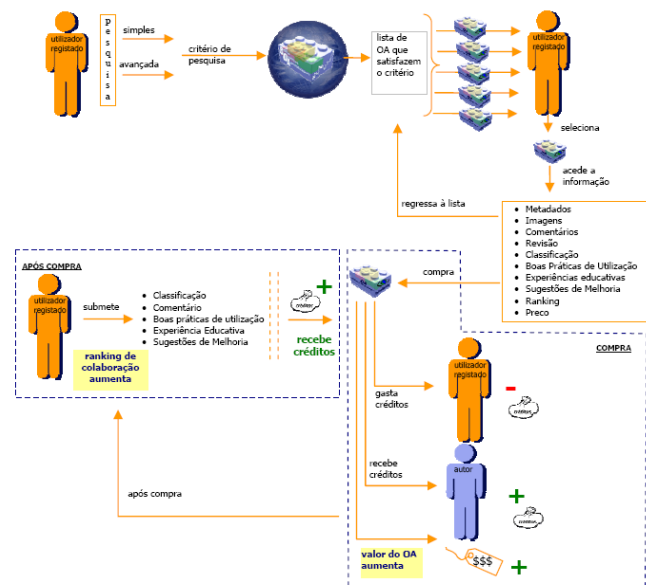 utilizador
registado
pesquisa
simples
avançada
critério de
pesquisa
lista de
OA que
satisfazem
o critério
utilizador
registado
seleciona
acede a
informação
regressa à lista
Metadados
Imagens
Comentários
Revisão
Classificação
Boas Práticas de Utilização
Experiências educativas
Sugestões de Melhoria
Ranking
Preco
APÓS COMPRA
utilizador
registado
submete
Classificação
Comentário
Boas práticas de utilização
Experiência Educativa
Sugestões de Melhoria
+
recebe
créditos
ranking de
colaboração
aumenta
compra
COMPRA
utilizador
registado
-
gasta
créditos
recebe
créditos
autor
+
após compra
valor do OA
aumenta
$$$
+